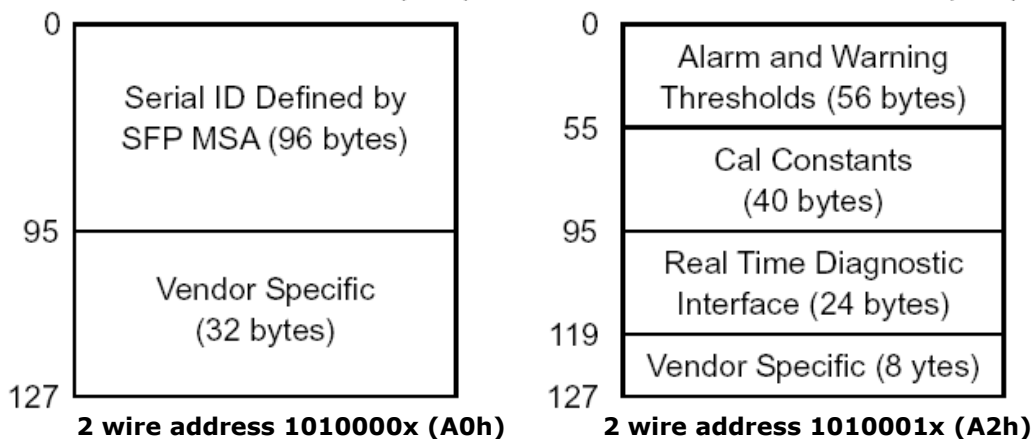 0
Serial ID Defined by
SFP MSA (96 bytes)
95
Vendor Specific
(32 bytes)
127
2 wire address 1010000x (A0h)
0
Alarm and Warning
Thresholds (56 bytes)
55
Cal Constants
(40 bytes)
95
Real Time Diagnostic
Interface (24 bytes)
119
Vendor Specific (8 ytes)
127
2 wire address 1010001x (A2h)